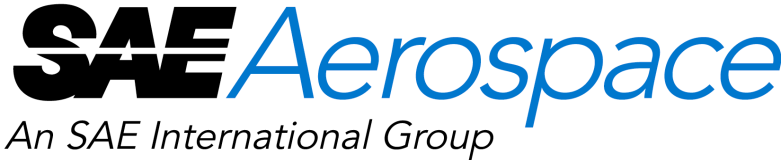 SAE Aerospace
An SAE International Group